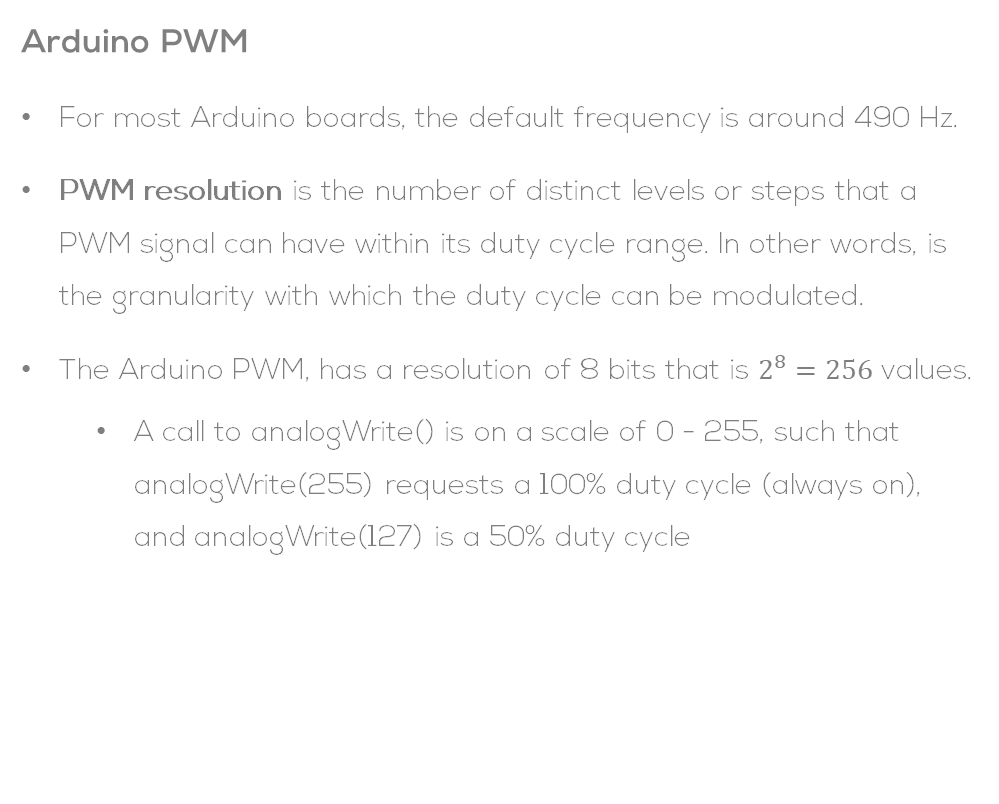 Arduino PWM
• For most Arduino boards, the default frequency is around 490 Hz.
• PWM resolution is the number of distinct levels or steps that a
PWM signal can have within its duty cycle range. In other words, is
the granularity with which the duty cycle can be modulated.
• The Arduino PWM, has a resolution of 8 bits that is 2⁸ = 256 values.
• A call to analogWrite() is on a scale of 0 - 255, such that
analogWrite(255) requests a 100% duty cycle (always on),
and analogWrite(127) is a 50% duty cycle